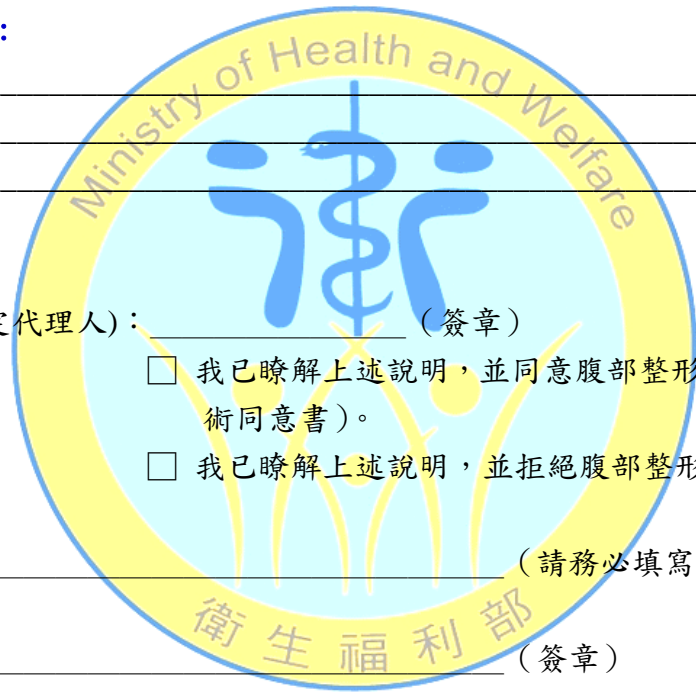 ：
Ministry of Health and Welfare
定代理人)：________________（簽章）
□ 我已瞭解上述說明，並同意腹部整形
術同意書）。
□ 我已瞭解上述說明，並拒絕腹部整形
（請務必填寫
衛生福利部
（簽章）